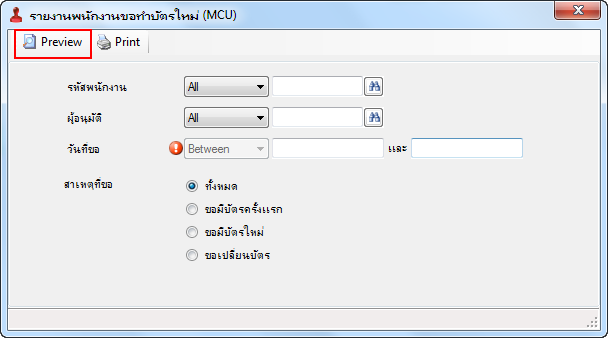 รายงานพนักงานขอทำบัตรใหม่ (MCU)
Preview Print
รหัสพนักงาน All
ผู้อนุมัติ All
วันที่ขอ Between และ
สาเหตุที่ขอ ทั้งหมด
ขอมีบัตรครั้งแรก
ขอมีบัตรใหม่
ขอเปลี่ยนบัตร